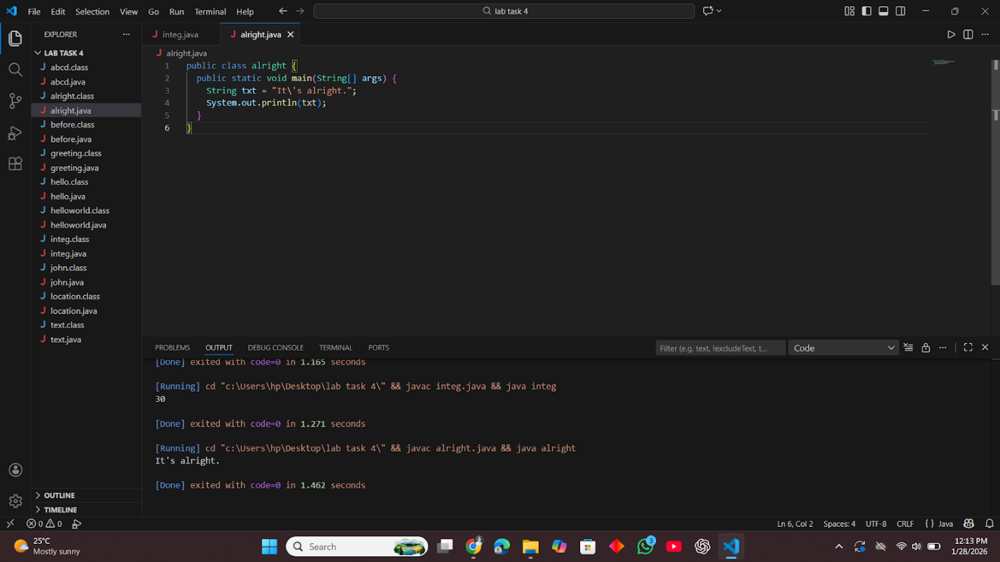 File Edit Selection View Go Run Terminal Help
lab task 4
EXPLORER
LAB TASK 4
abcd.class
abcd.java
alright.class
alright.java
before.class
before.java
greeting.class
greeting.java
hello.class
hello.java
helloworld.class
helloworld.java
integ.class
integ.java
john.class
john.java
location.class
location.java
text.class
text.java
OUTLINE
TIMELINE
integ.java
alright.java
alright.java
1 public class alright {
2 public static void main(String[] args) {
3 String txt = "It\'s alright.";
4 System.out.println(txt);
5 }
6 }
PROBLEMS OUTPUT DEBUG CONSOLE TERMINAL PORTS
Filter (e.g. text, !excludeText, t...
Code
[Done] exited with code=0 in 1.165 seconds
[Running] cd "c:\Users\hp\Desktop\lab task 4\" && javac integ.java && java integ
30
[Done] exited with code=0 in 1.271 seconds
[Running] cd "c:\Users\hp\Desktop\lab task 4\" && javac alright.java && java alright
It's alright.
[Done] exited with code=0 in 1.462 seconds
0 0
Ln 6, Col 2 Spaces: 4 UTF-8 CRLF {} Java
25°C
Mostly sunny
Search
3
12:13 PM
1/28/2026